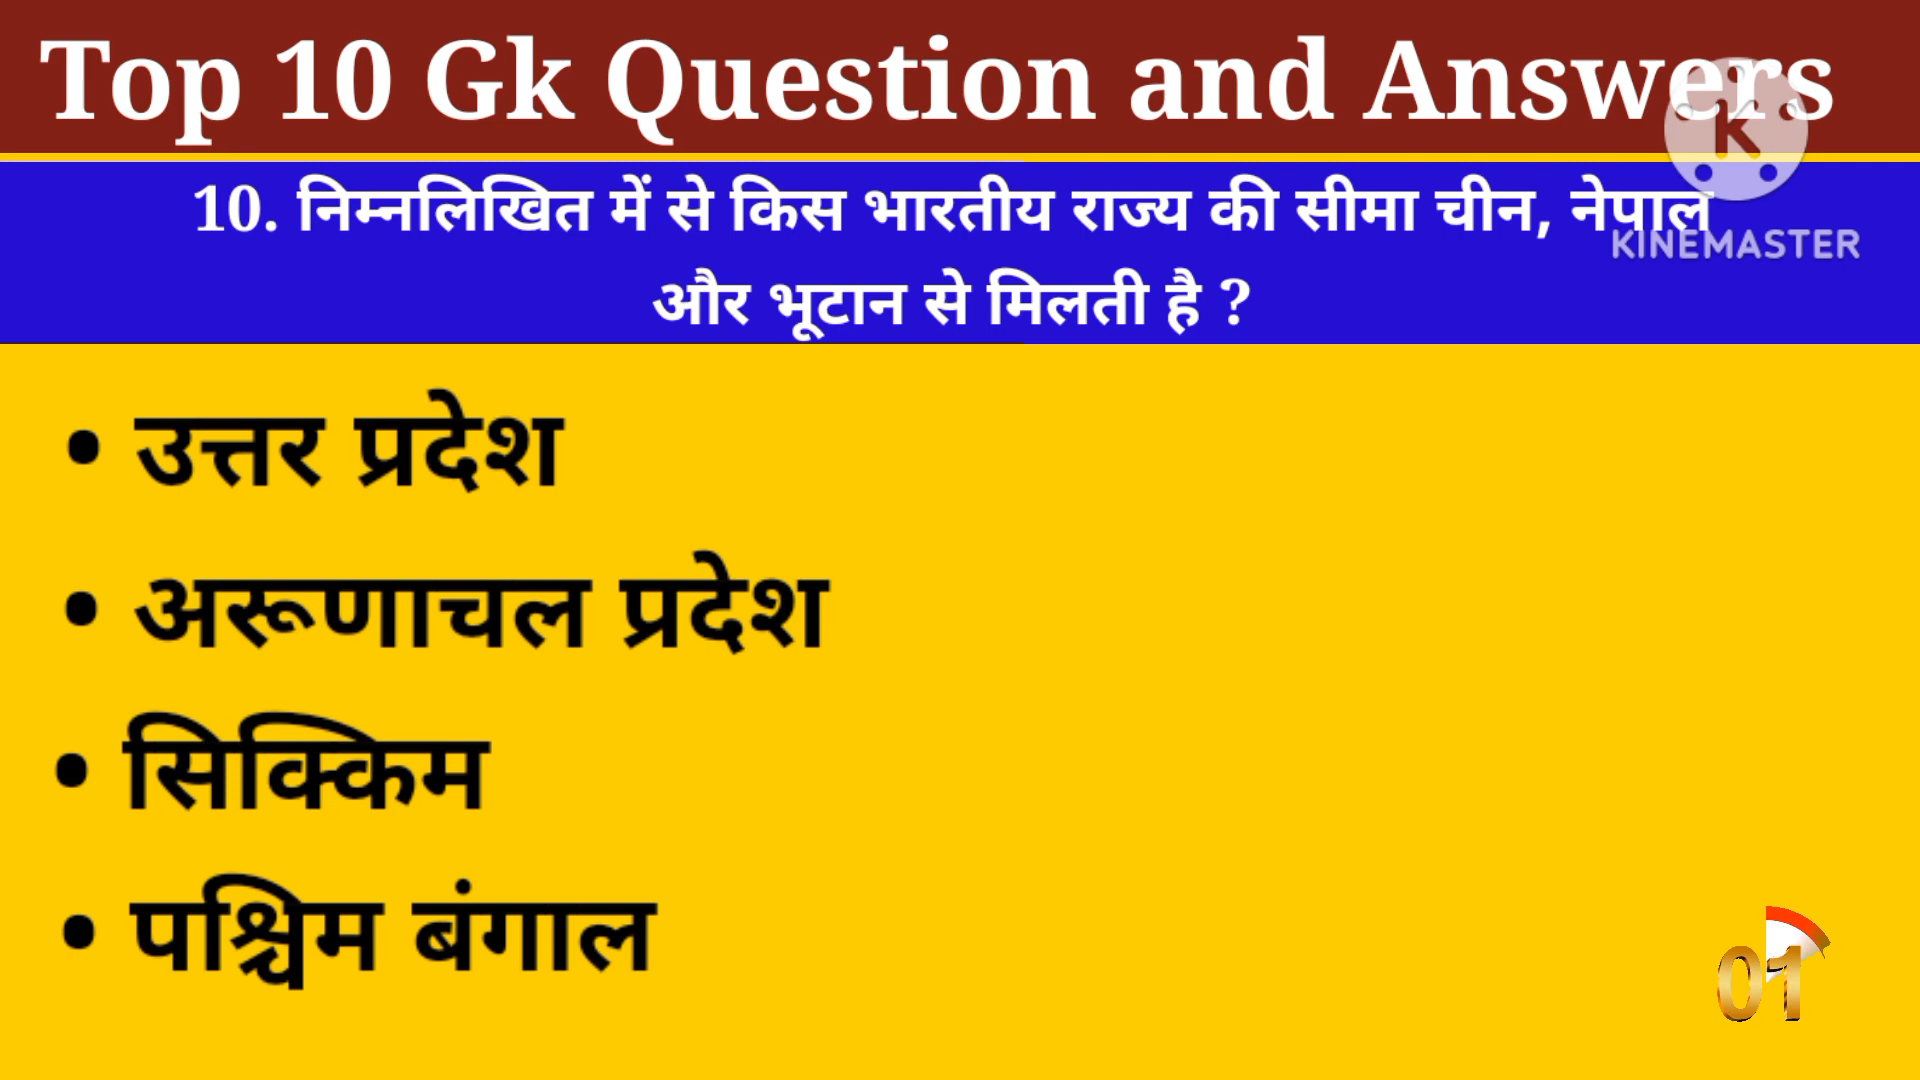 Top 10 Gk Question and Answers
10. निम्नलिखित में से किस भारतीय राज्य की सीमा चीन, नेपाल
KINEMASTER
और भूटान से मिलती है ?
• उत्तर प्रदेश
• अरूणाचल प्रदेश
• सिक्किम
• पश्चिम बंगाल
01